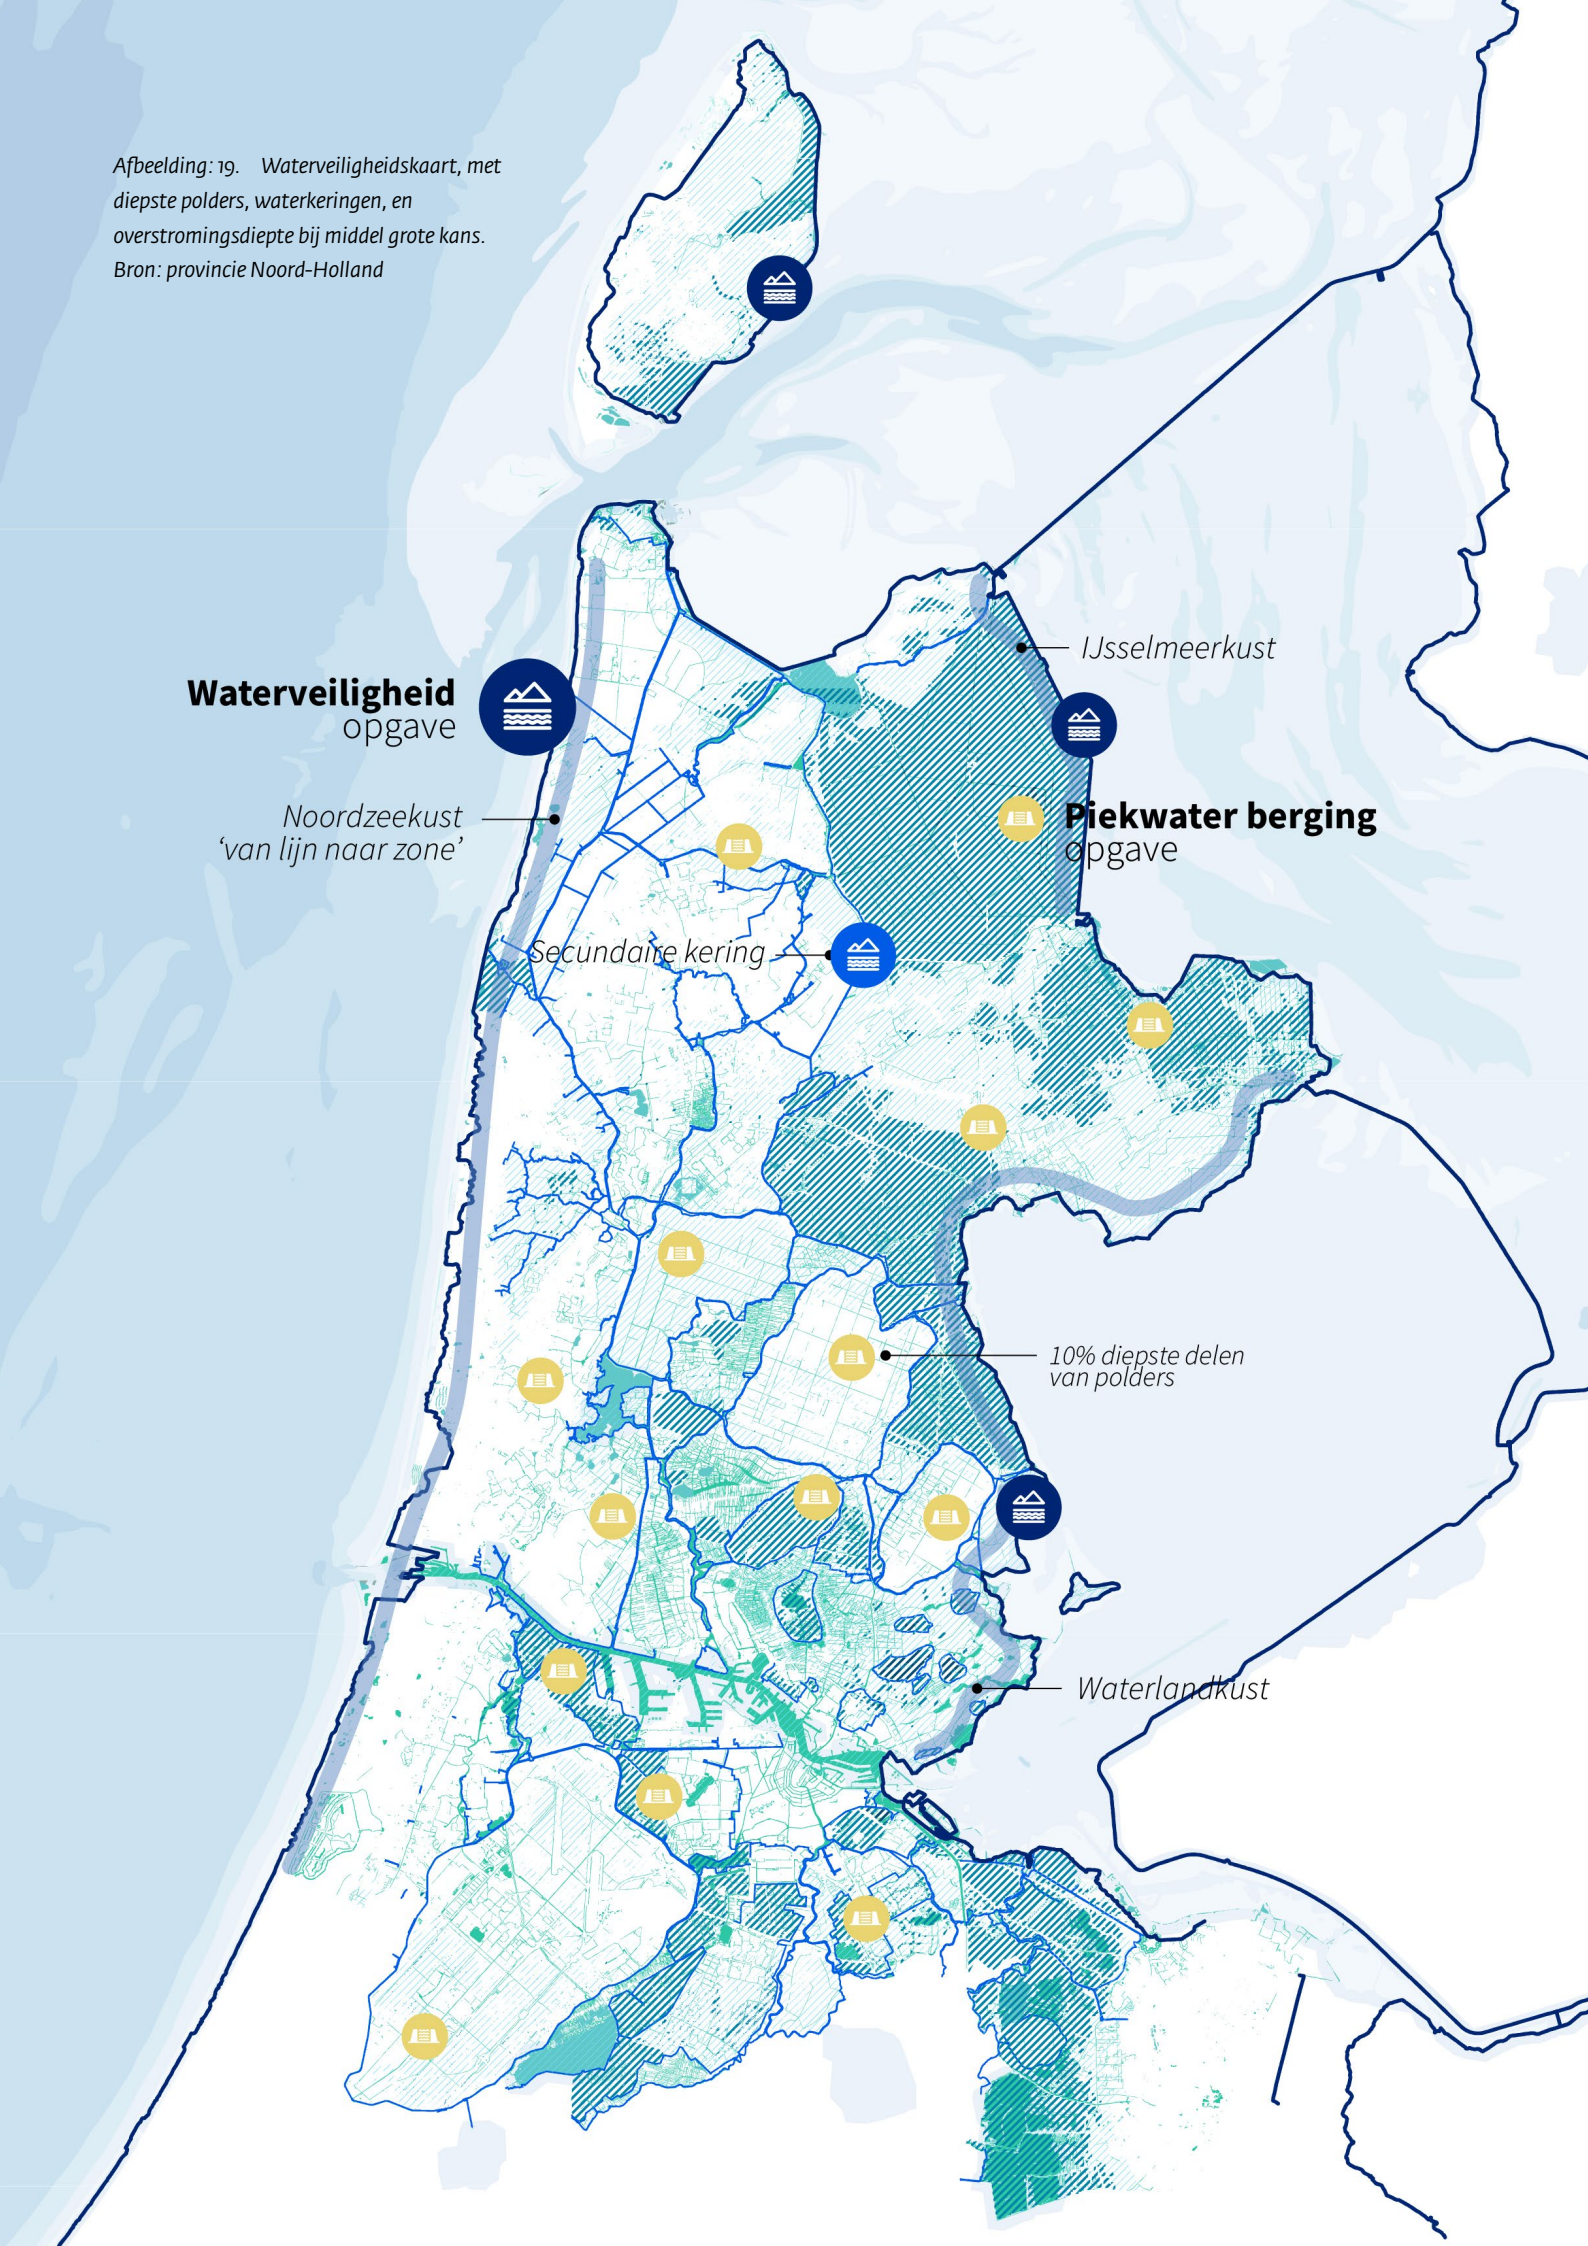 Afbeelding: 19. Waterveiligheidskaart, met
diepste polders, waterkeringen, en
overstromingsdiepte bij middel grote kans.
Bron: provincie Noord-Holland
IJsselmeerkust
Waterveiligheid
opgave
Noordzeekust
‘van lijn naar zone’
Piekwater berging
opgave
Secundaire kering
10% diepste delen
van polders
Waterlandkust